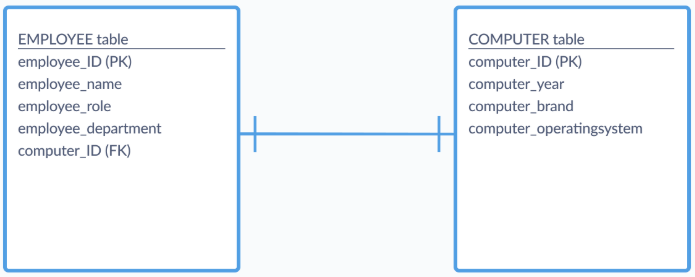 EMPLOYEE table
employee_ID (PK)
employee_name
employee_role
employee_department
computer_ID (FK)
COMPUTER table
computer_ID (PK)
computer_year
computer_brand
computer_operatingsystem